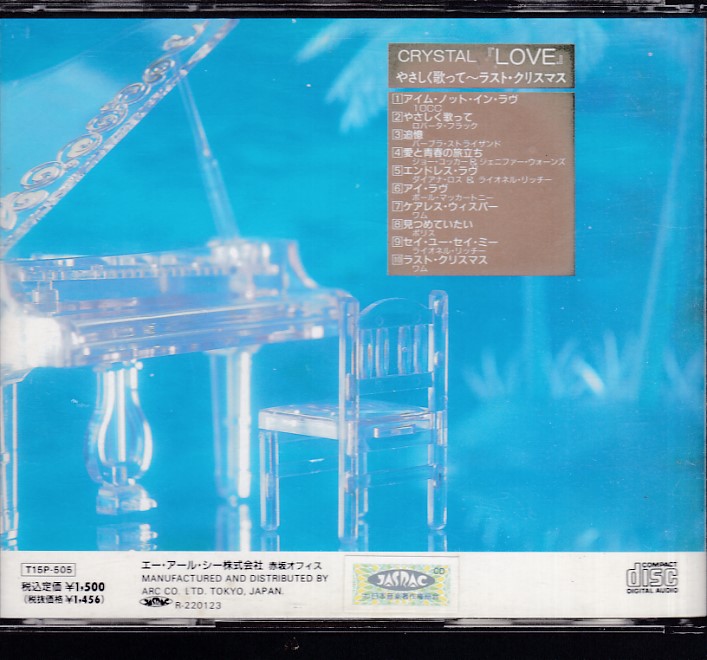 CRYSTAL 『LOVE』
やさしく歌って〜ラスト・クリスマス
1 アイム・ノット・イン・ラヴ
10CC
2 やさしく歌って
ロバータ・フラック
3 追憶
バーブラ・ストライザンド
4 愛と青春の旅立ち
ジョー・コッカー & ジェニファー・ウォーンズ
5 エンドレス・ラヴ
ダイアナ・ロス & ライオネル・リッチー
6 アイ・ラヴ
ポール・マッカートニー
7 ケアレス・ウィスパー
ワム
8 見つめていたい
ポリス
9 セイ・ユー・セイ・ミー
ライオネル・リッチー
10 ラスト・クリスマス
ワム
T15P-505
税込定価 ¥1,500
(税抜価格 ¥1,456)
エー・アール・シー株式会社 赤坂オフィス
MANUFACTURED AND DISTRIBUTED BY
ARC CO. LTD. TOKYO, JAPAN.
JASRAC R-220123
CD
JASRAC
日本音楽著作権協会
COMPACT
disc
DIGITAL AUDIO